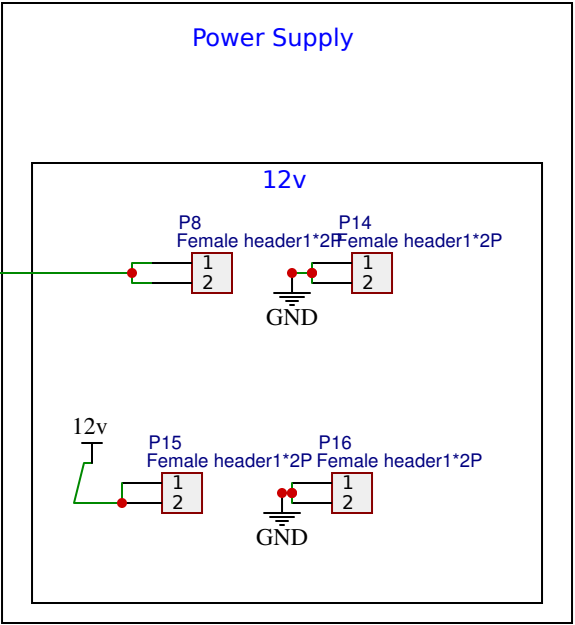 Power Supply
12v
P8
Female header1*2P
P14
Female header1*2P
1
2
1
2
GND
12v
P15
Female header1*2P
P16
Female header1*2P
1
2
1
2
GND